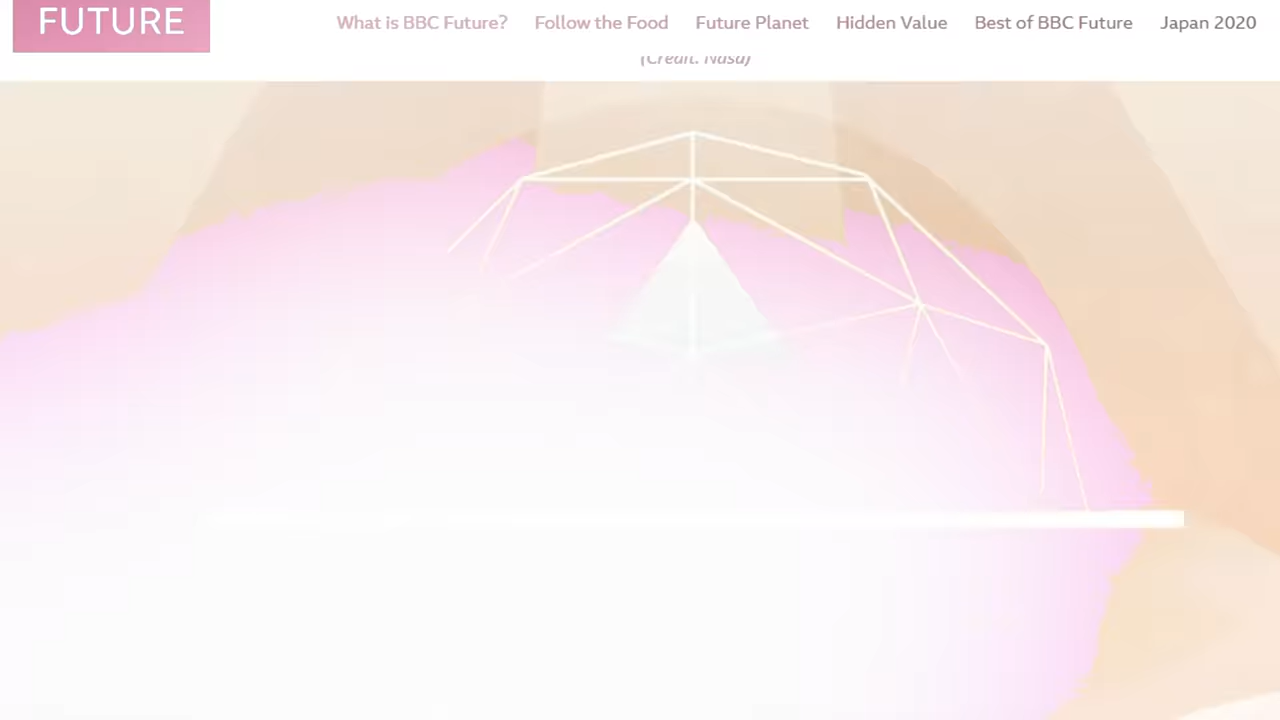 FUTURE
What is BBC Future? Follow the Food Future Planet Hidden Value Best of BBC Future Japan 2020
(Credit: Nasa)